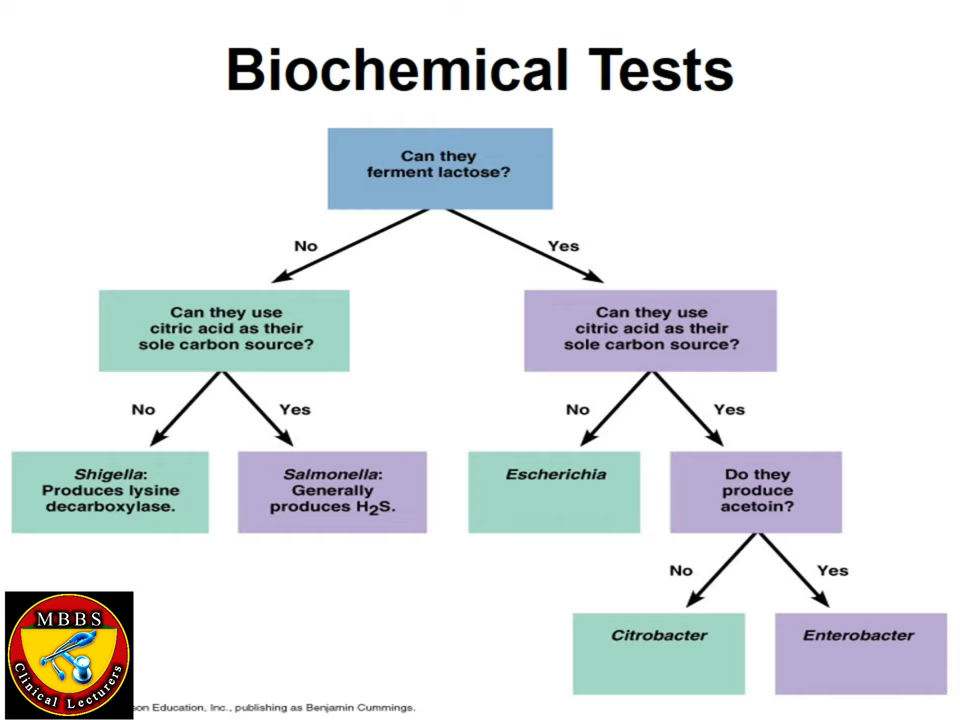 Biochemical Tests
Can they
ferment lactose?
No
Yes
Can they use
citric acid as their
sole carbon source?
Can they use
citric acid as their
sole carbon source?
No
Yes
No
Yes
Shigella:
Produces lysine
decarboxylase.
Salmonella:
Generally
produces H₂S.
Escherichia
Do they
produce
acetoin?
No
Yes
Citrobacter
Enterobacter
MBBS
Clinical Lecturers
son Education, Inc., publishing as Benjamin Cummings.